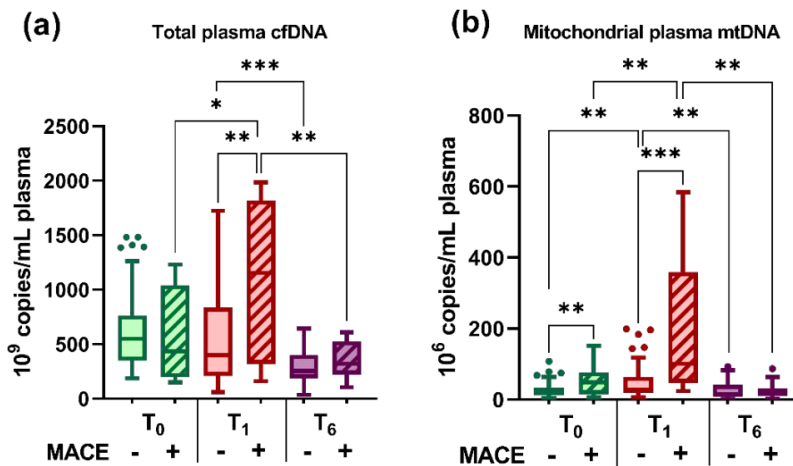 (a)
Total plasma cfDNA
***
*
**
**
2500
2000
1500
1000
500
0
10⁹ copies/mL plasma
T₀
T₁
T₆
MACE - + - + - +
(b)
Mitochondrial plasma mtDNA
**
**
**
**
***
**
800
600
400
200
0
10⁶ copies/mL plasma
T₀
T₁
T₆
MACE - + - + - +